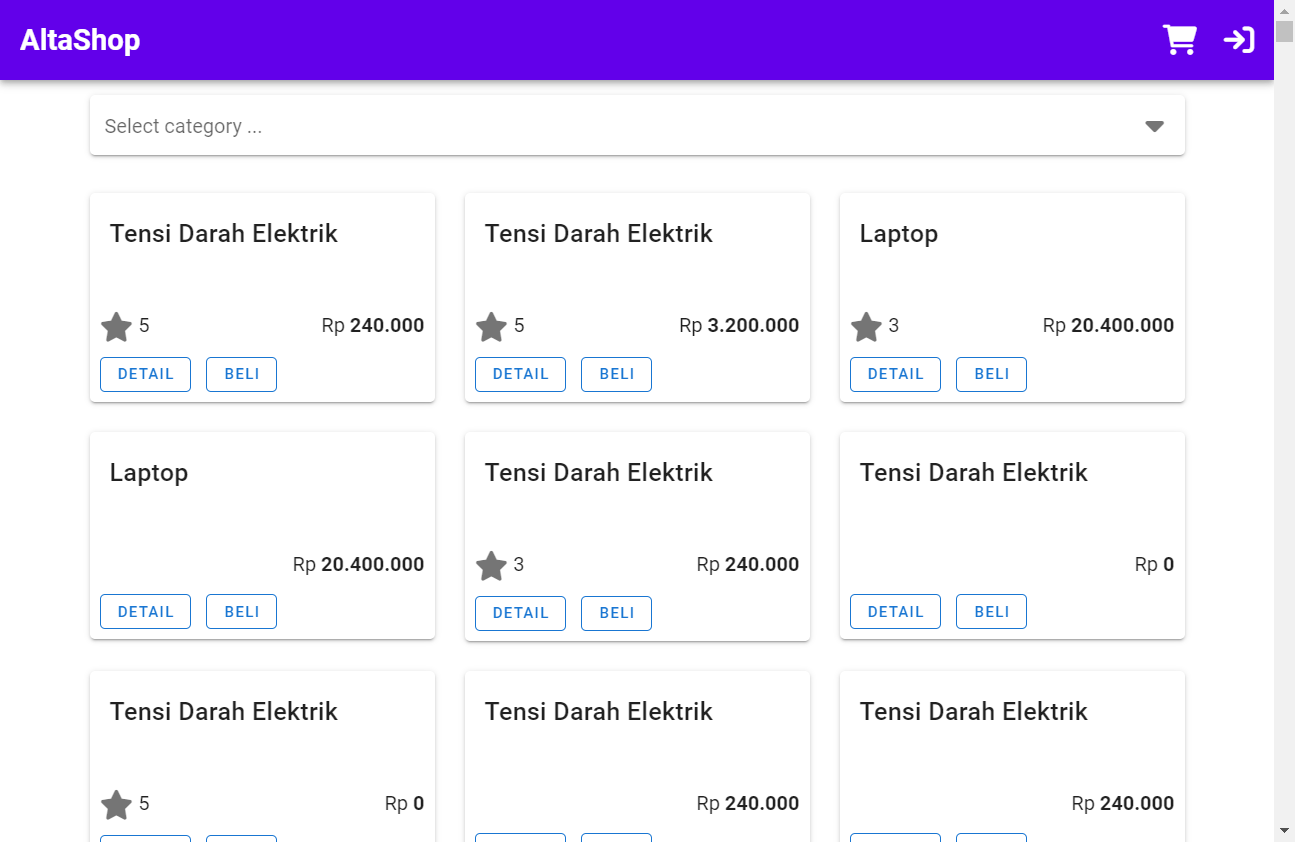 AltaShop
Select category ...
Tensi Darah Elektrik
5
Rp 240.000
DETAIL
BELI
Tensi Darah Elektrik
5
Rp 3.200.000
DETAIL
BELI
Laptop
3
Rp 20.400.000
DETAIL
BELI
Laptop
Rp 20.400.000
DETAIL
BELI
Tensi Darah Elektrik
3
Rp 240.000
DETAIL
BELI
Tensi Darah Elektrik
Rp 0
DETAIL
BELI
Tensi Darah Elektrik
5
Rp 0
Tensi Darah Elektrik
Rp 240.000
Tensi Darah Elektrik
Rp 240.000